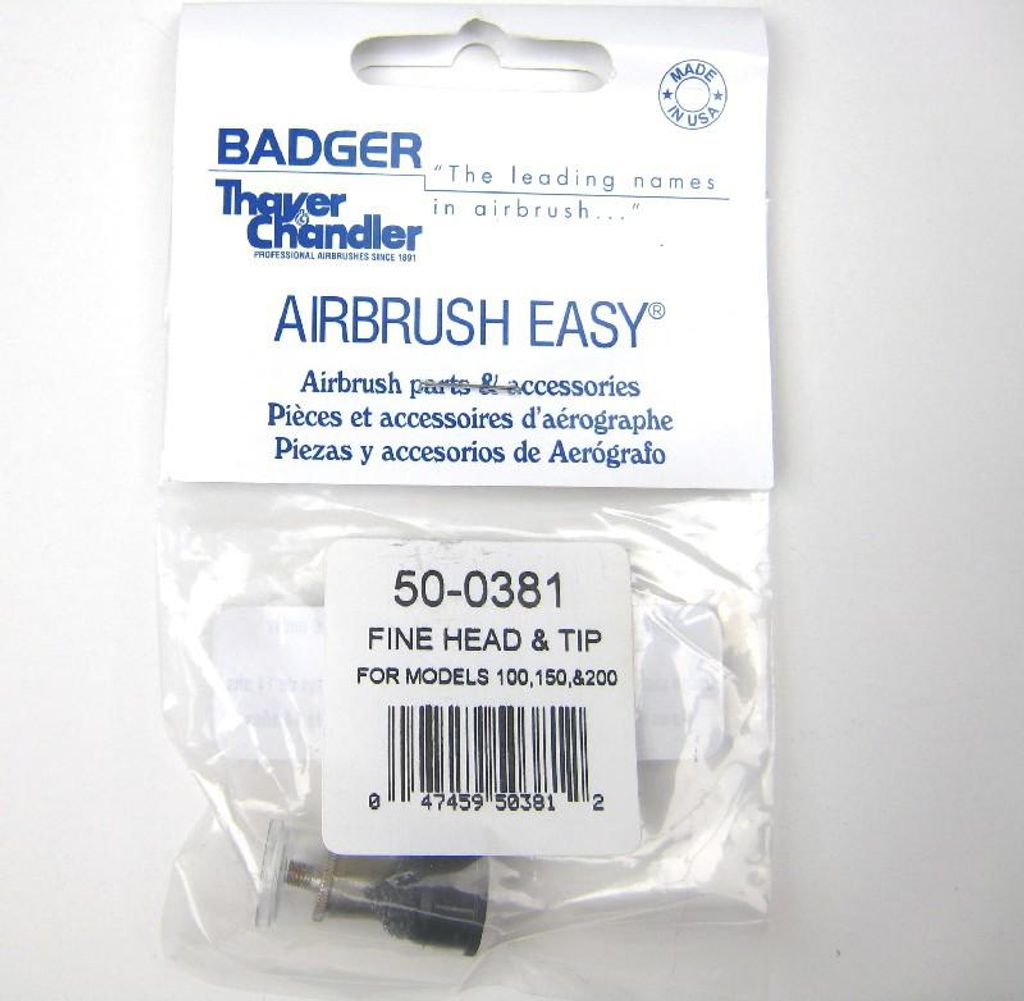 MADE IN USA
BADGER
"The leading names
in airbrush..."
Thayer & Chandler
PROFESSIONAL AIRBRUSHES SINCE 1891
AIRBRUSH EASY®
Airbrush parts & accessories
Pièces et accessoires d'aérographe
Piezas y accesorios de Aerógrafo
50-0381
FINE HEAD & TIP
FOR MODELS 100,150,&200
0 47459 50381 2